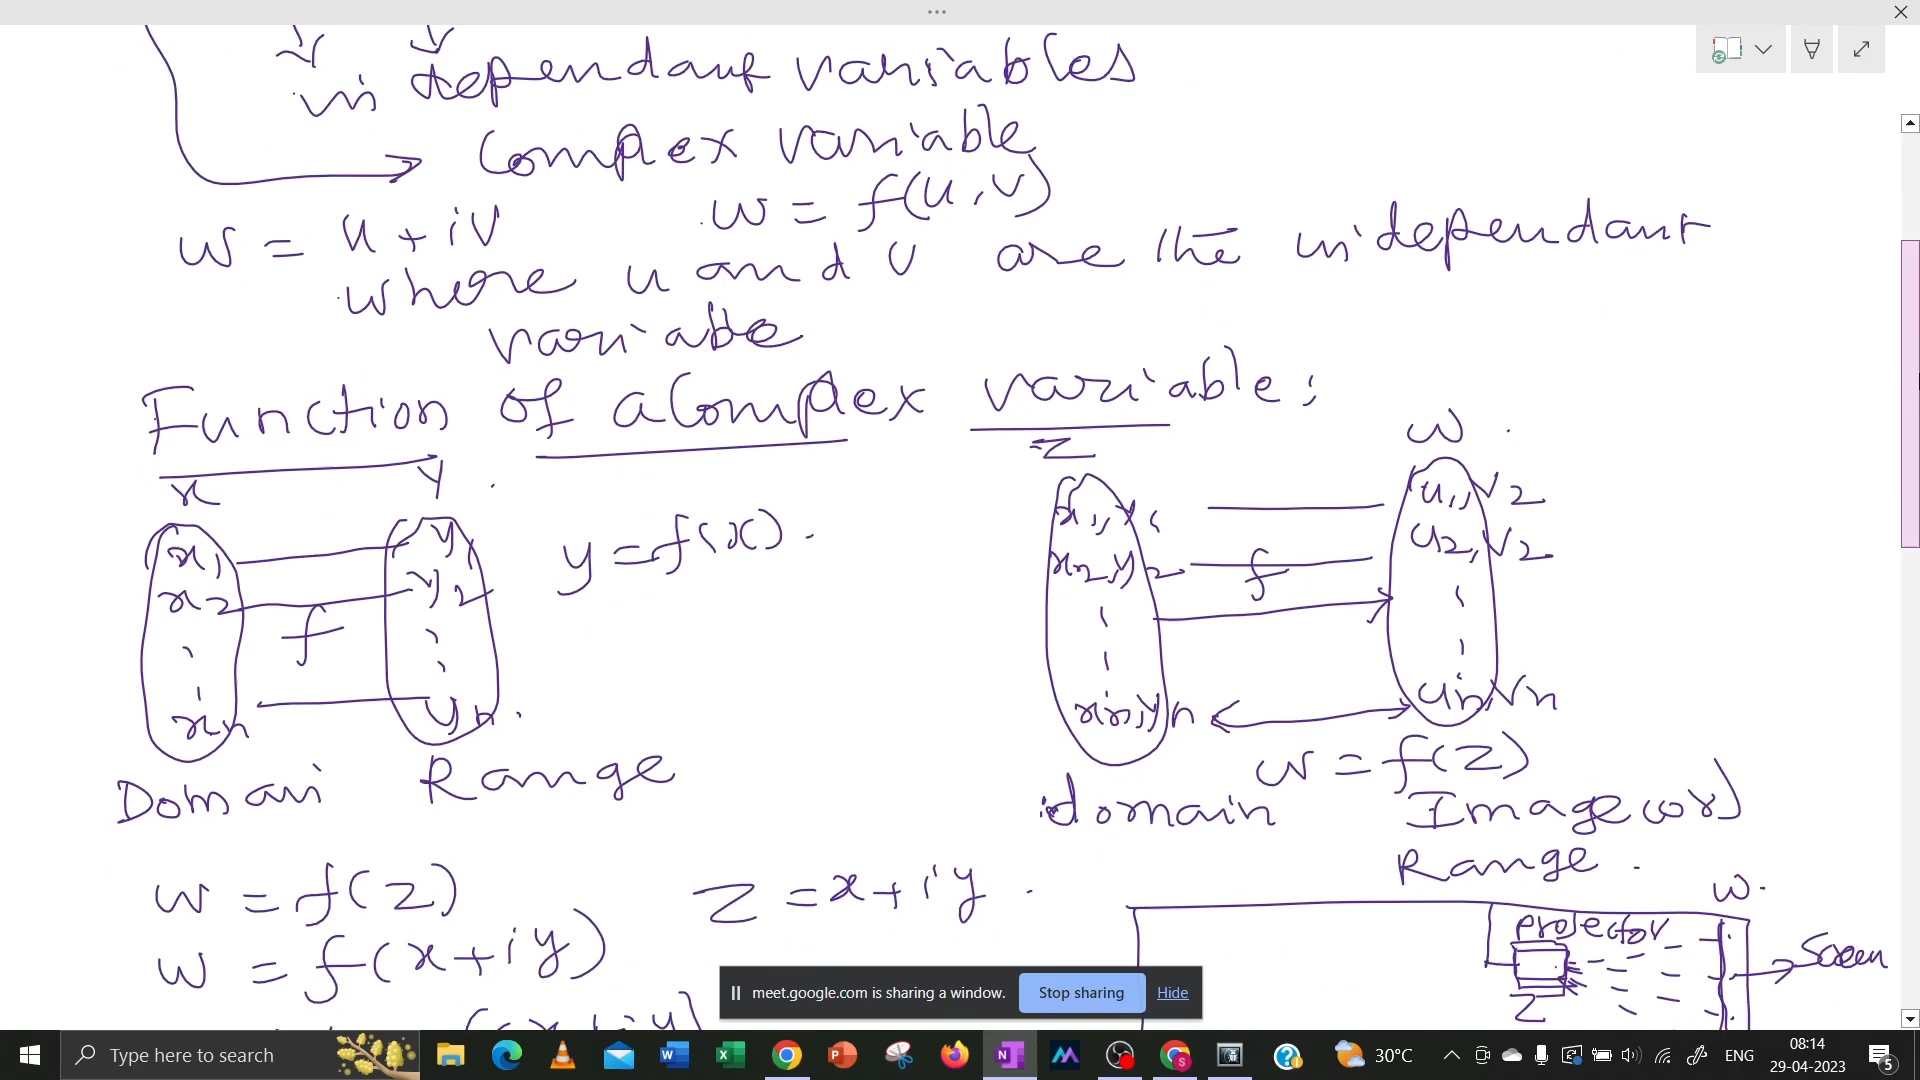 independant variables
Complex variable
w = u + iv   w = f(u, v)
where u and v are the independant
variable
Function of a Complex variable:
x   y   z   w
x1   y1   y = f(x)   x1, y1   u1, v2
x2   f   y2   x2, y2   f   u2, v2
xn   yn   xn, yn   un, vn
w = f(z)
Domain   Range   domain   Image (or)
Range
w = f(z)   z = x + iy
w.
w = f(x + iy)   projector   Screen
z
meet.google.com is sharing a window.   Stop sharing   Hide
Type here to search   30°C   ENG   08:14
29-04-2023   5